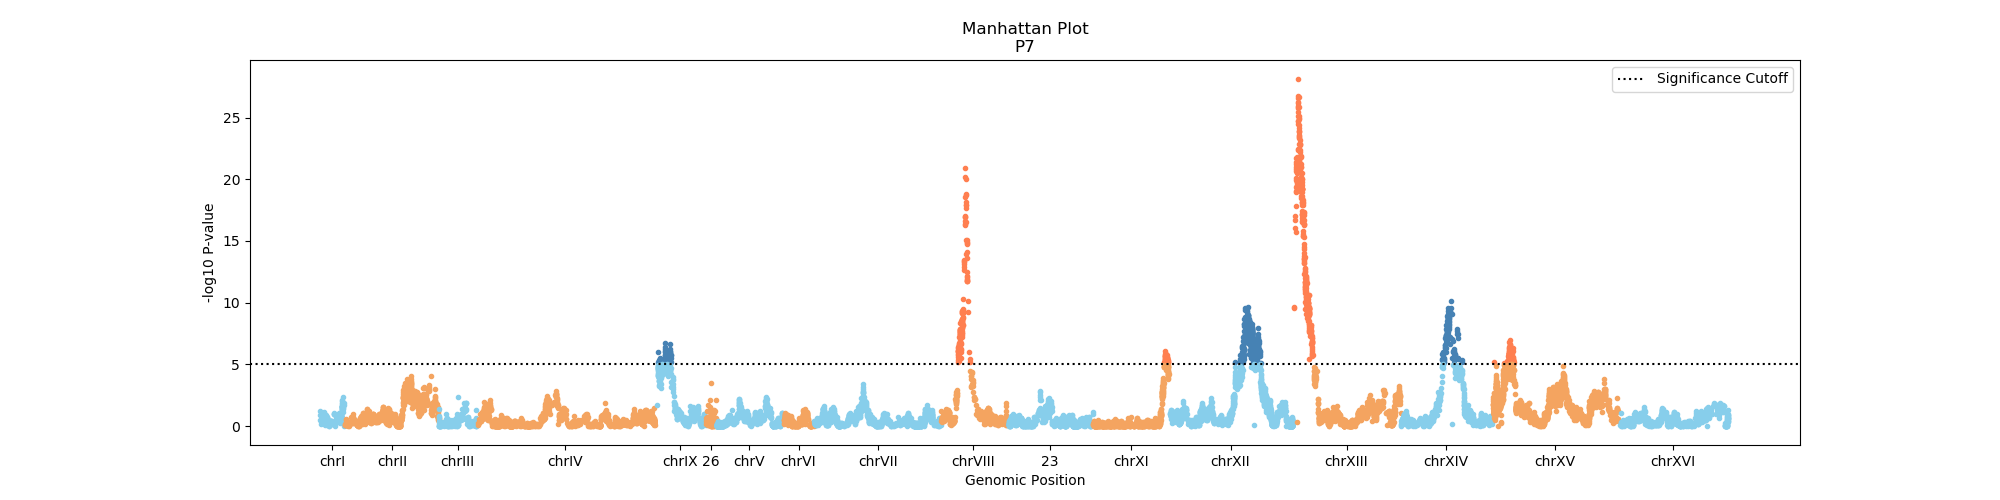 Manhattan Plot
P7
Significance Cutoff
-log10 P-value
25
20
15
10
5
0
chrI chrII chrIII chrIV chrIX 26 chrV chrVI chrVII chrVIII 23 chrXI chrXII chrXIII chrXIV chrXV chrXVI
Genomic Position